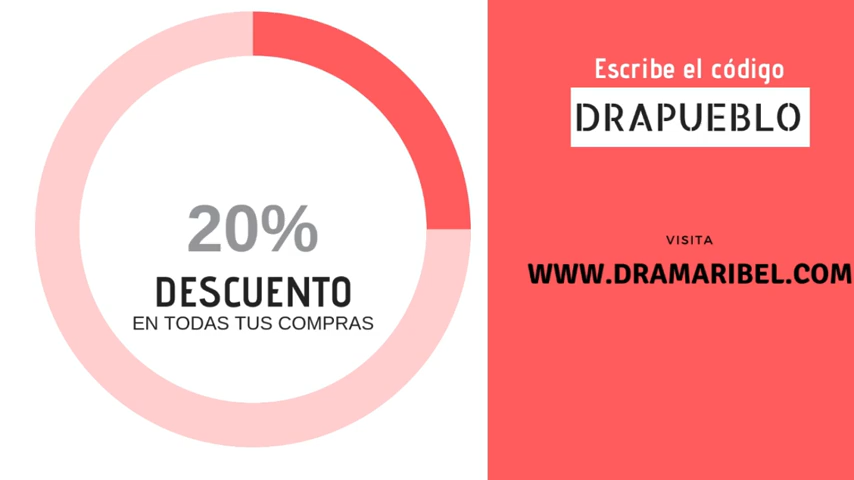 20%
DESCUENTO
EN TODAS TUS COMPRAS
Escribe el código
DRAPUEBLO
VISITA
WWW.DRAMARIBEL.COM